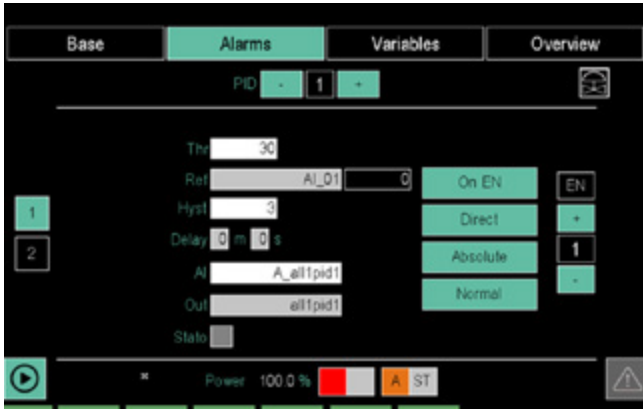 Base Alarms Variables Overview
PID - 1 +
Thr 30
Ref AI_01 0 On EN EN
1 Hyst 3 Direct +
2 Delay 0 m 0 s Absolute 1
Al A_all1pid1 Normal -
Out all1pid1
Stato
Power 100.0 % A ST